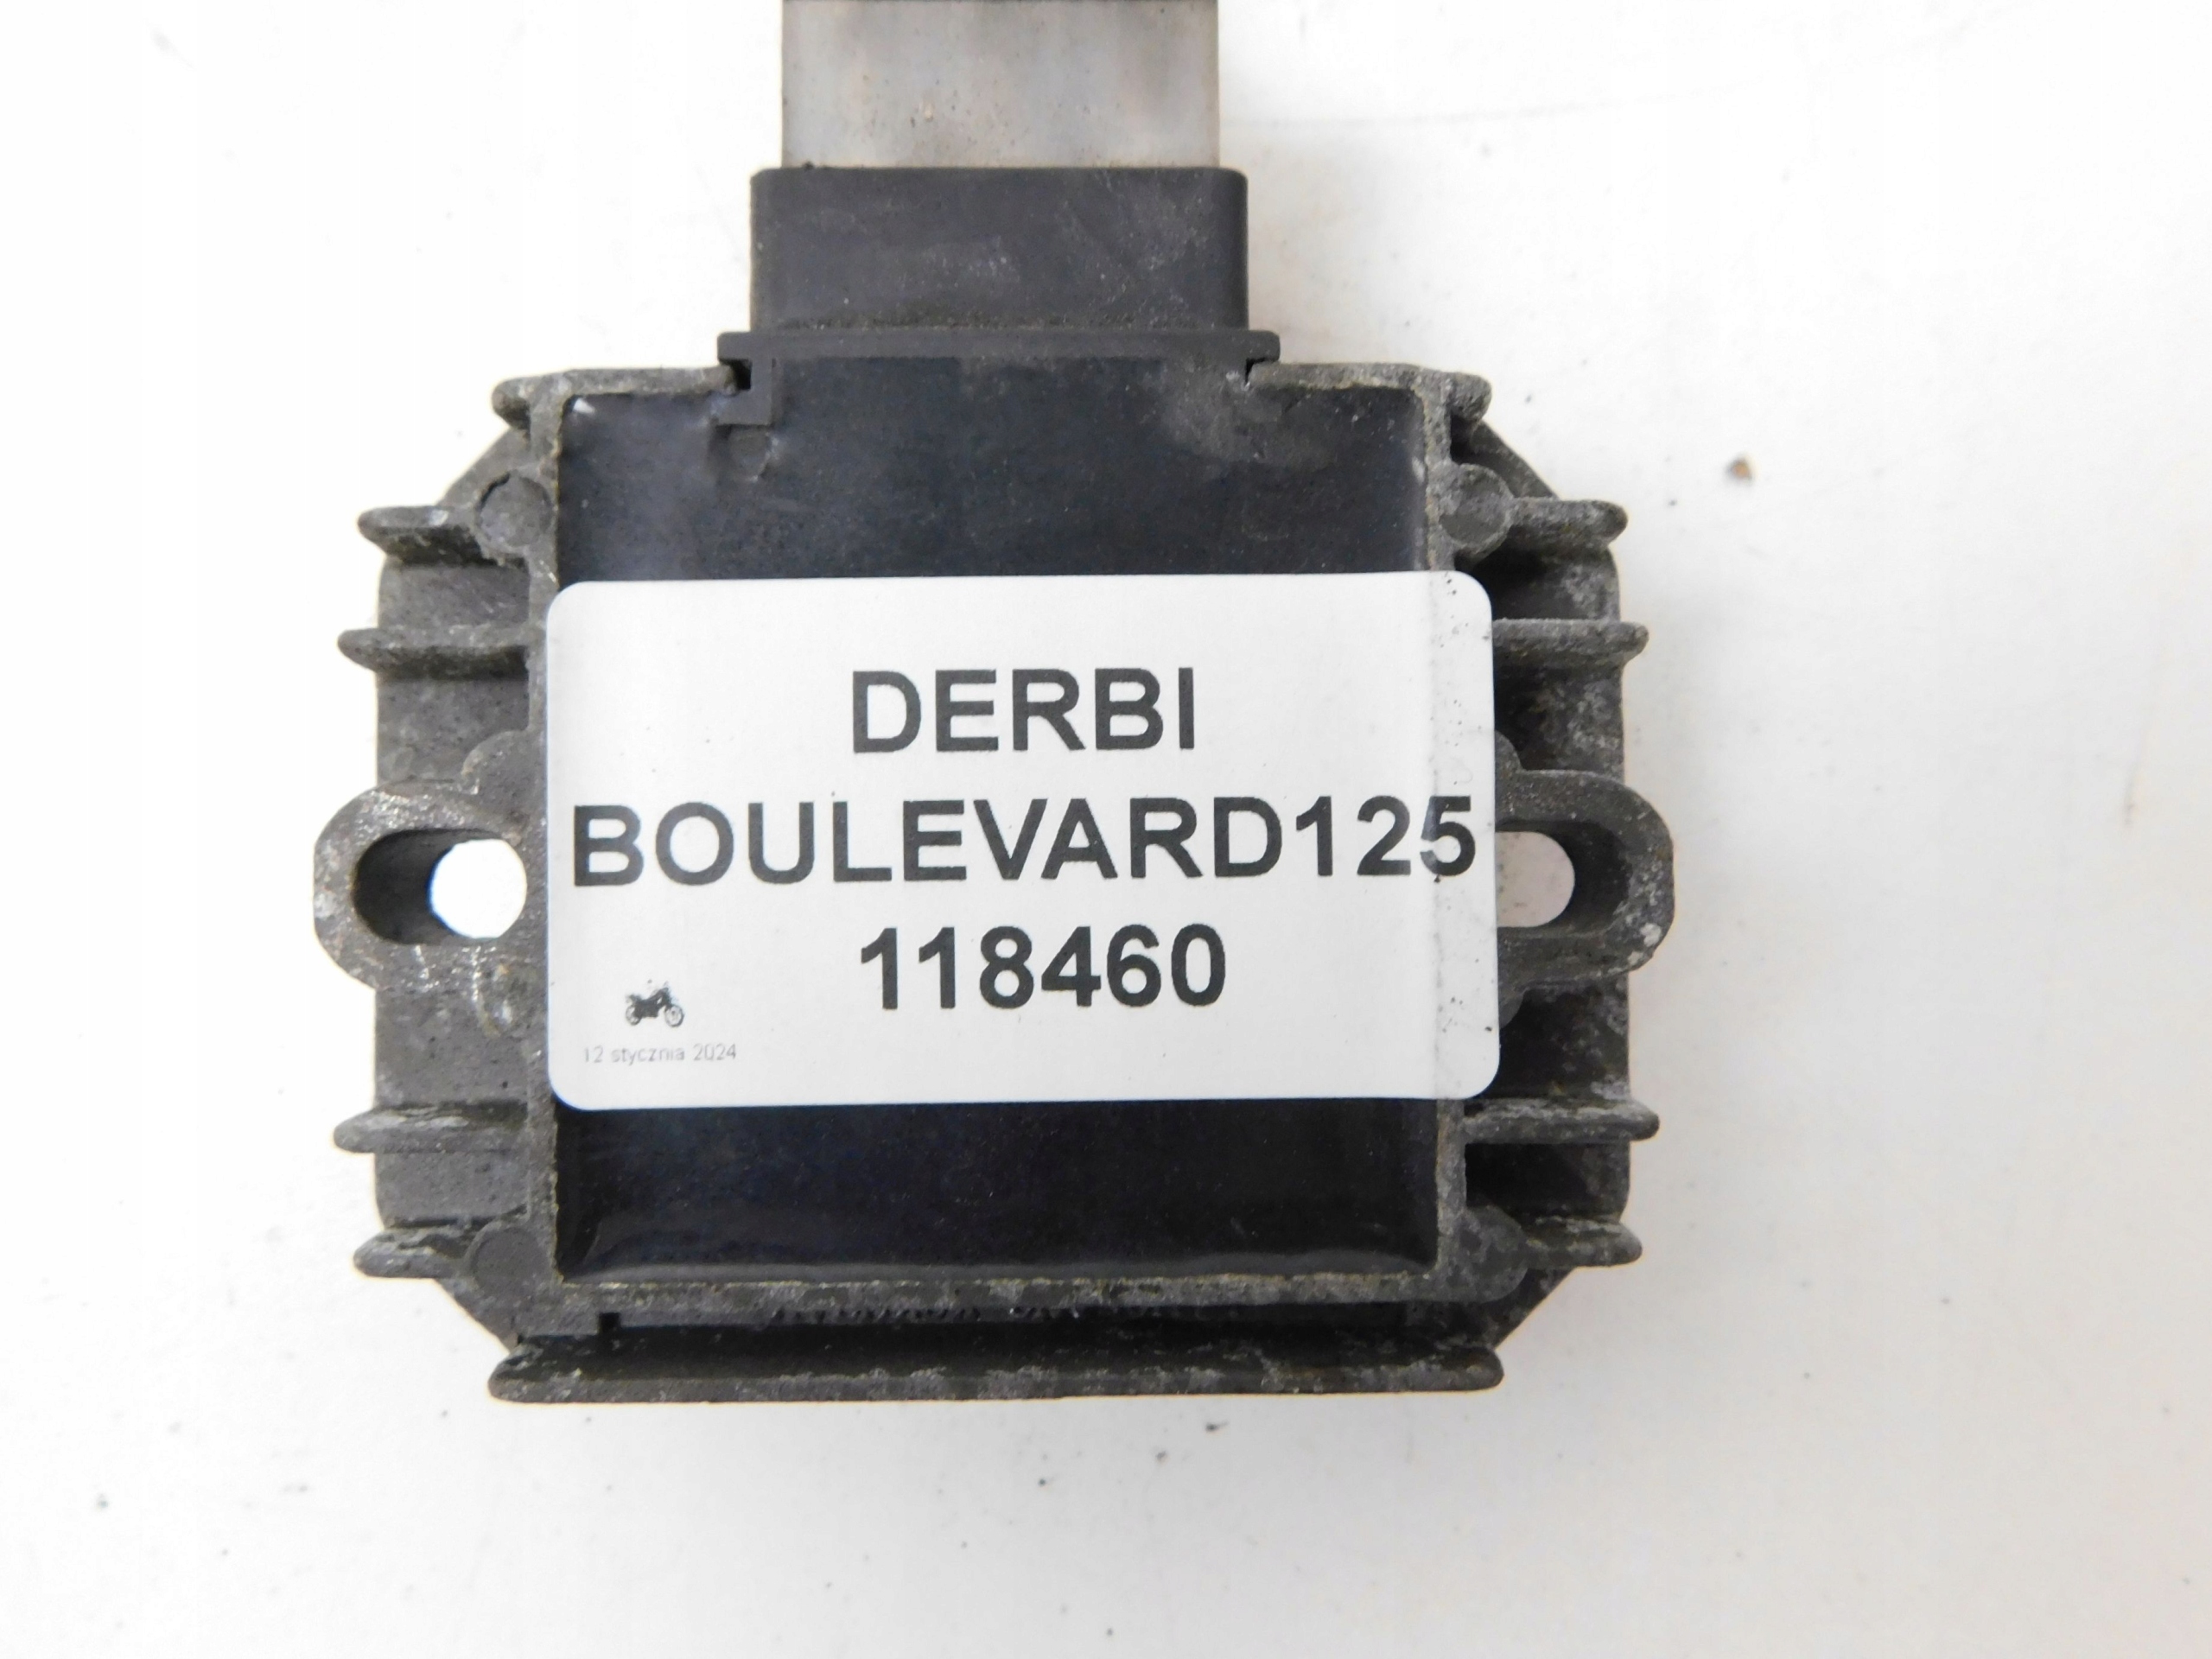 DERBI
BOULEVARD125
118460
12 stycznia 2024